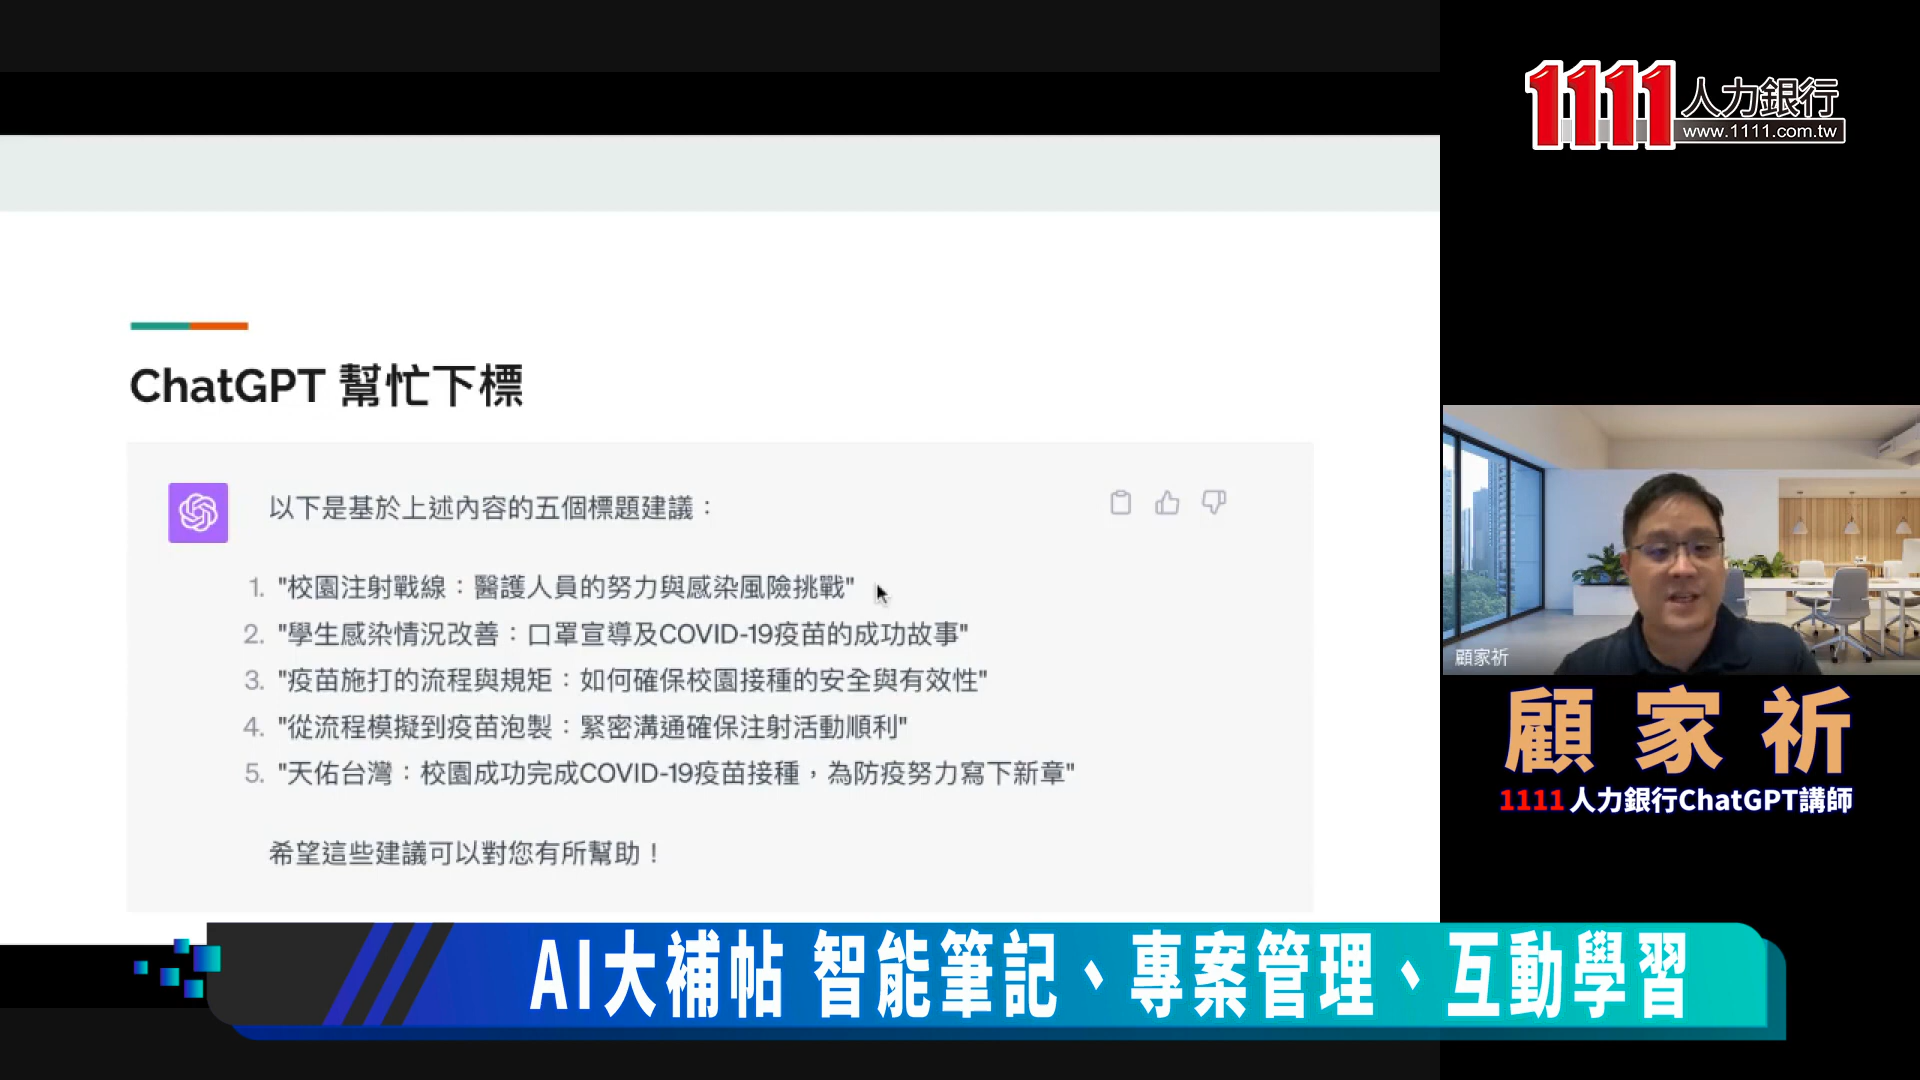 1111人力銀行
www.1111.com.tw
ChatGPT 幫忙下標
以下是基於上述內容的五個標題建議：
1. "校園注射戰線：醫護人員的努力與感染風險挑戰"
2. "學生感染情況改善：口罩宣導及COVID-19疫苗的成功故事"
3. "疫苗施打的流程與規矩：如何確保校園接種的安全與有效性"
4. "從流程模擬到疫苗泡製：緊密溝通確保注射活動順利"
5. "天佑台灣：校園成功完成COVID-19疫苗接種，為防疫努力寫下新章"
希望這些建議可以對您有所幫助！
顧家祈
顧家祈
1111人力銀行ChatGPT講師
AI大補帖 智能筆記、專案管理、互動學習